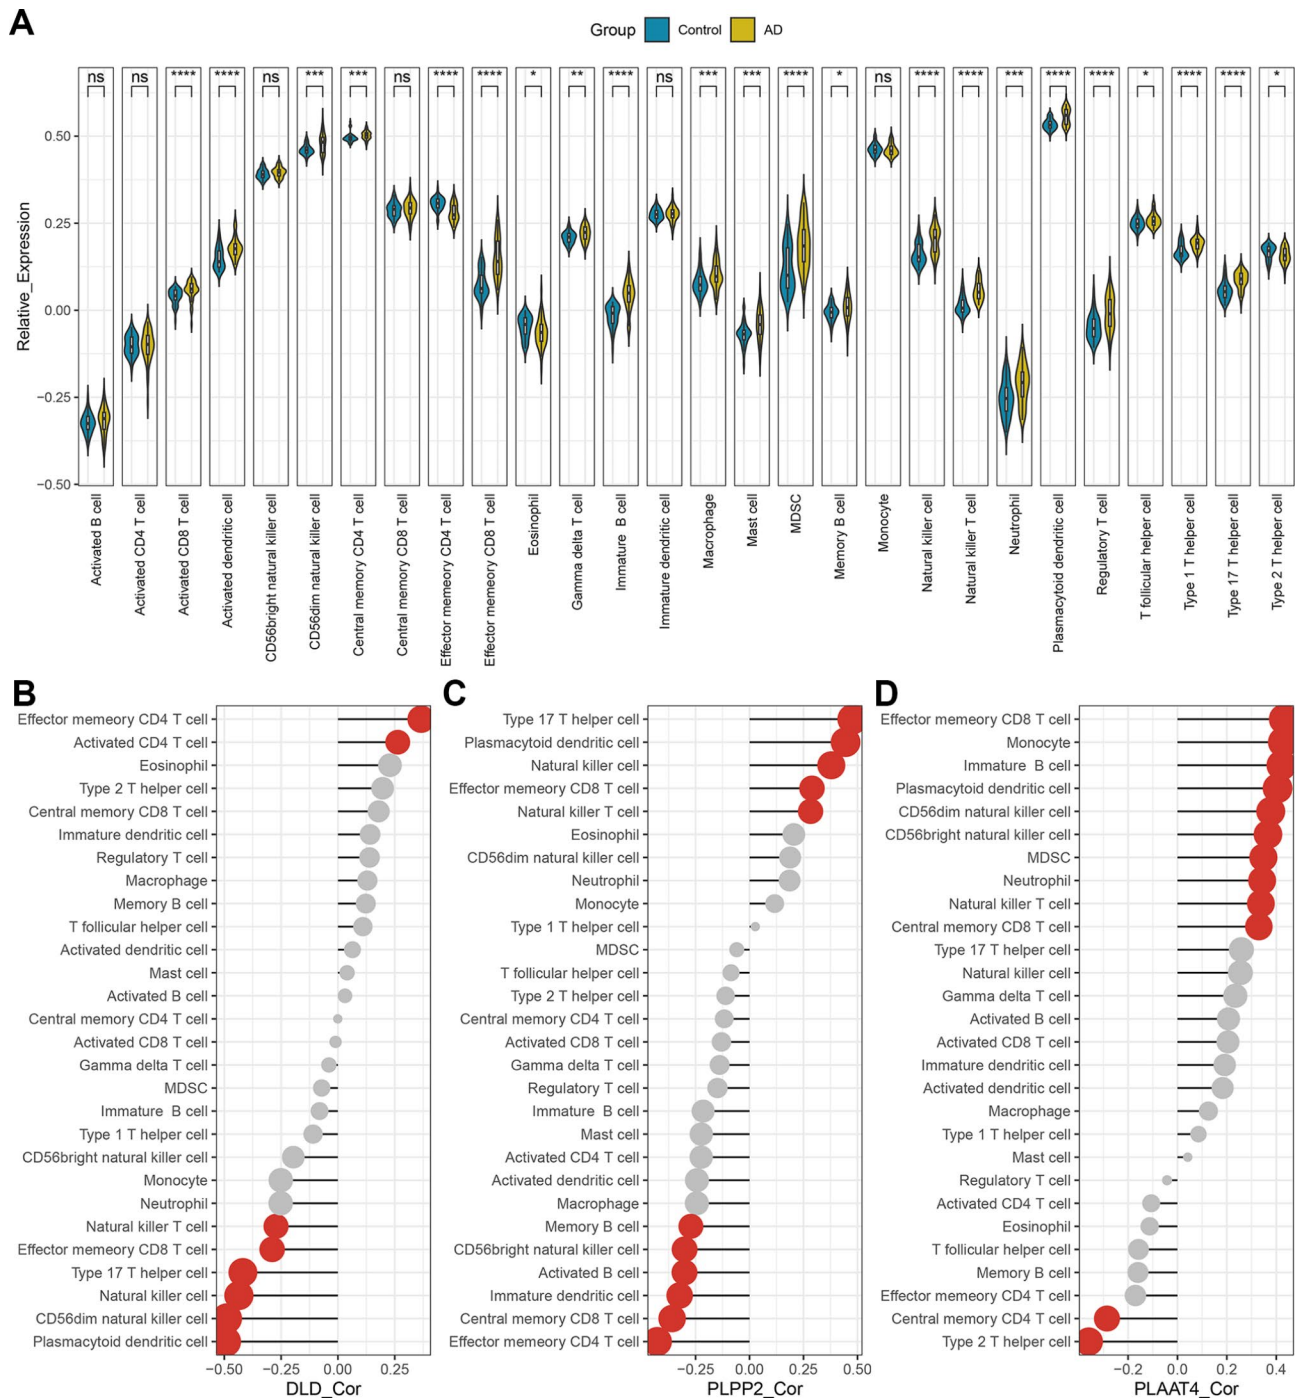 A
Group Control AD
ns ns **** **** ns *** *** ns **** **** * ** **** ns *** *** **** * ns **** **** *** **** **** * **** **** *
Relative_Expression
0.50
0.25
0.00
−0.25
−0.50
Activated B cell
Activated CD4 T cell
Activated CD8 T cell
Activated dendritic cell
CD56bright natural killer cell
CD56dim natural killer cell
Central memory CD4 T cell
Central memory CD8 T cell
Effector memeory CD4 T cell
Effector memeory CD8 T cell
Eosinophil
Gamma delta T cell
Immature B cell
Immature dendritic cell
Macrophage
Mast cell
MDSC
Memory B cell
Monocyte
Natural killer cell
Natural killer T cell
Neutrophil
Plasmacytoid dendritic cell
Regulatory T cell
T follicular helper cell
Type 1 T helper cell
Type 17 T helper cell
Type 2 T helper cell
B
Effector memeory CD4 T cell
Activated CD4 T cell
Eosinophil
Type 2 T helper cell
Central memory CD8 T cell
Immature dendritic cell
Regulatory T cell
Macrophage
Memory B cell
T follicular helper cell
Activated dendritic cell
Mast cell
Activated B cell
Central memory CD4 T cell
Activated CD8 T cell
Gamma delta T cell
MDSC
Immature B cell
Type 1 T helper cell
CD56bright natural killer cell
Monocyte
Neutrophil
Natural killer T cell
Effector memeory CD8 T cell
Type 17 T helper cell
Natural killer cell
CD56dim natural killer cell
Plasmacytoid dendritic cell
−0.50 −0.25 0.00 0.25
DLD_Cor
C
Type 17 T helper cell
Plasmacytoid dendritic cell
Natural killer cell
Effector memeory CD8 T cell
Natural killer T cell
Eosinophil
CD56dim natural killer cell
Neutrophil
Monocyte
Type 1 T helper cell
MDSC
T follicular helper cell
Type 2 T helper cell
Central memory CD4 T cell
Activated CD8 T cell
Gamma delta T cell
Regulatory T cell
Immature B cell
Mast cell
Activated CD4 T cell
Activated dendritic cell
Macrophage
Memory B cell
CD56bright natural killer cell
Activated B cell
Immature dendritic cell
Central memory CD8 T cell
Effector memeory CD4 T cell
−0.25 0.00 0.25 0.50
PLPP2_Cor
D
Effector memeory CD8 T cell
Monocyte
Immature B cell
Plasmacytoid dendritic cell
CD56dim natural killer cell
CD56bright natural killer cell
MDSC
Neutrophil
Natural killer T cell
Central memory CD8 T cell
Type 17 T helper cell
Natural killer cell
Gamma delta T cell
Activated B cell
Activated CD8 T cell
Immature dendritic cell
Activated dendritic cell
Macrophage
Type 1 T helper cell
Mast cell
Regulatory T cell
Activated CD4 T cell
Eosinophil
T follicular helper cell
Memory B cell
Effector memeory CD4 T cell
Central memory CD4 T cell
Type 2 T helper cell
−0.2 0.0 0.2 0.4
PLAAT4_Cor